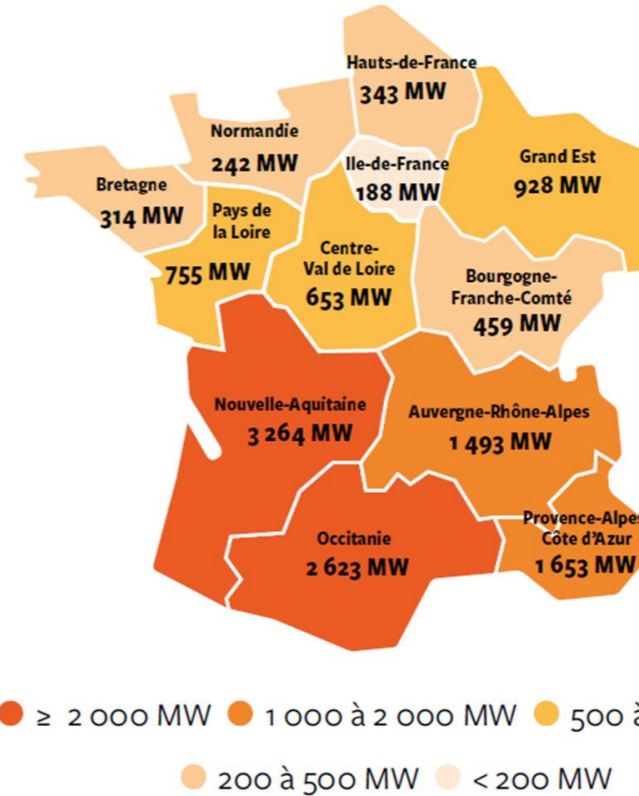 Hauts-de-France
343 MW
Normandie
242 MW
Ile-de-France
188 MW
Grand Est
928 MW
Bretagne
314 MW
Pays de
la Loire
755 MW
Centre-
Val de Loire
653 MW
Bourgogne-
Franche-Comté
459 MW
Nouvelle-Aquitaine
3 264 MW
Auvergne-Rhône-Alpes
1 493 MW
Occitanie
2 623 MW
Provence-Alpes
Côte d'Azur
1 653 MW
≥ 2 000 MW 1 000 à 2 000 MW 500 à
200 à 500 MW < 200 MW